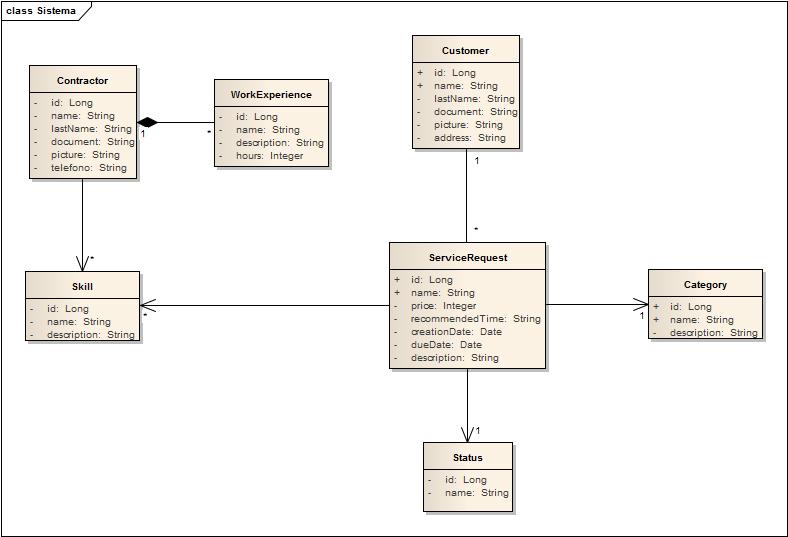 class Sistema
Contractor
- id: Long
- name: String
- lastName: String
- document: String
- picture: String
- telefono: String
1
*
WorkExperience
- id: Long
- name: String
- description: String
- hours: Integer
Customer
+ id: Long
+ name: String
- lastName: String
- document: String
- picture: String
- address: String
1
*
*
Skill
- id: Long
- name: String
- description: String
*
ServiceRequest
+ id: Long
+ name: String
- price: Integer
- recommendedTime: String
- creationDate: Date
- dueDate: Date
- description: String
1
Category
+ id: Long
+ name: String
- description: String
1
Status
- id: Long
- name: String